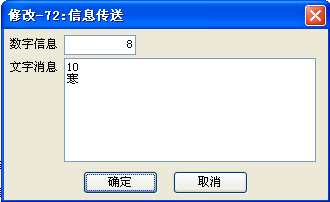 修改-72:信息传送
数字信息 8
文字消息 10
寒
确定 取消